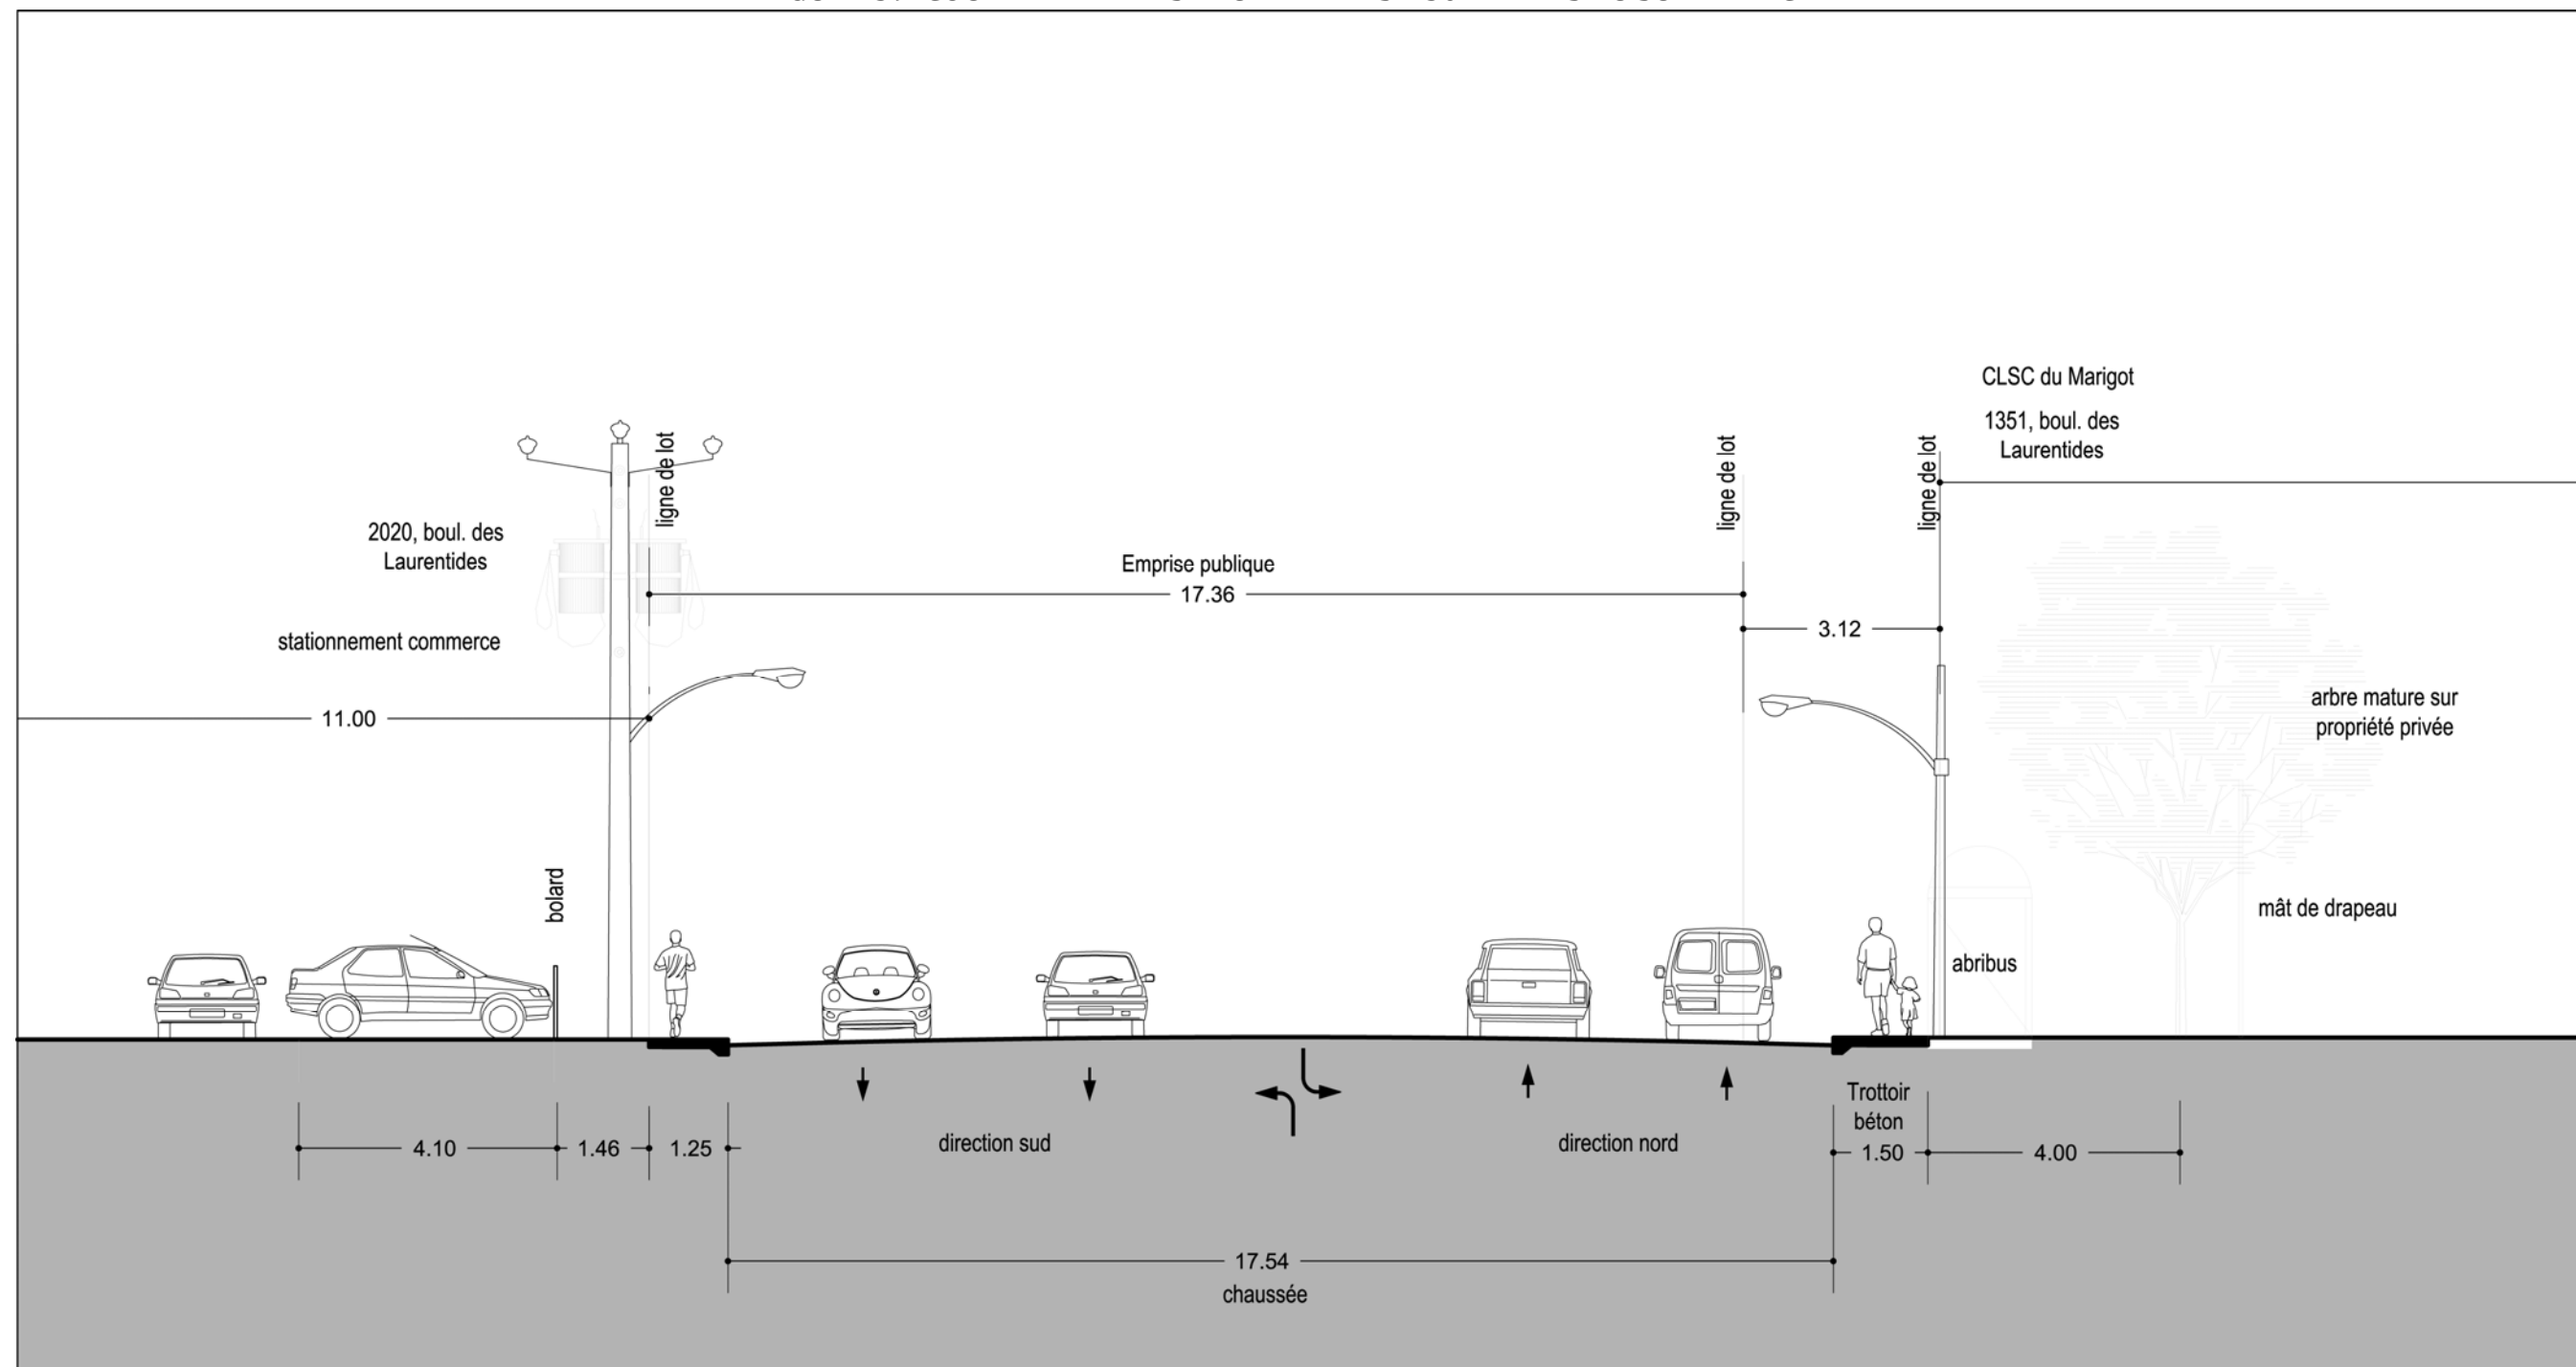 CLSC du Marigot
1351, boul. des
Laurentides
ligne de lot
ligne de lot
ligne de lot
2020, boul. des
Laurentides
Emprise publique
17.36
3.12
stationnement commerce
11.00
arbre mature sur
propriété privée
bolard
mât de drapeau
abribus
Trottoir
béton
4.10
1.46
1.25
direction sud
direction nord
1.50
4.00
17.54
chaussée